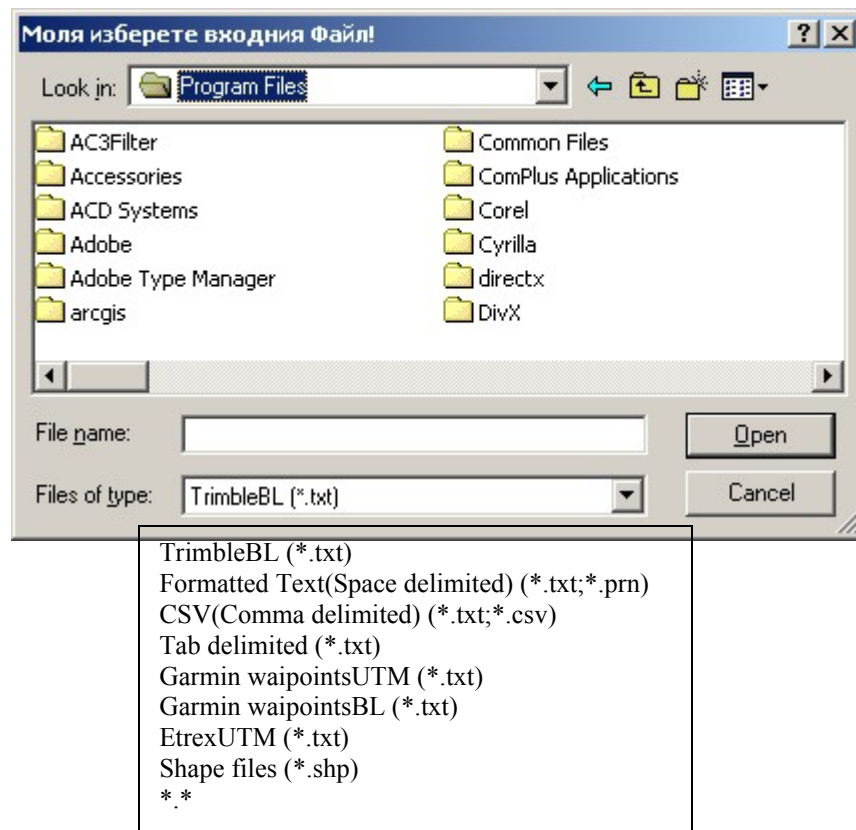 Моля изберете входния Файл!
Look in: Program Files
AC3Filter
Accessories
ACD Systems
Adobe
Adobe Type Manager
arcgis
Common Files
ComPlus Applications
Corel
Cyrilla
directx
DivX
File name:
Open
Files of type: TrimbleBL (*.txt)
Cancel
TrimbleBL (*.txt)
Formatted Text(Space delimited) (*.txt;*.prn)
CSV(Comma delimited) (*.txt;*.csv)
Tab delimited (*.txt)
Garmin waipointsUTM (*.txt)
Garmin waipointsBL (*.txt)
EtrexUTM (*.txt)
Shape files (*.shp)
*.*